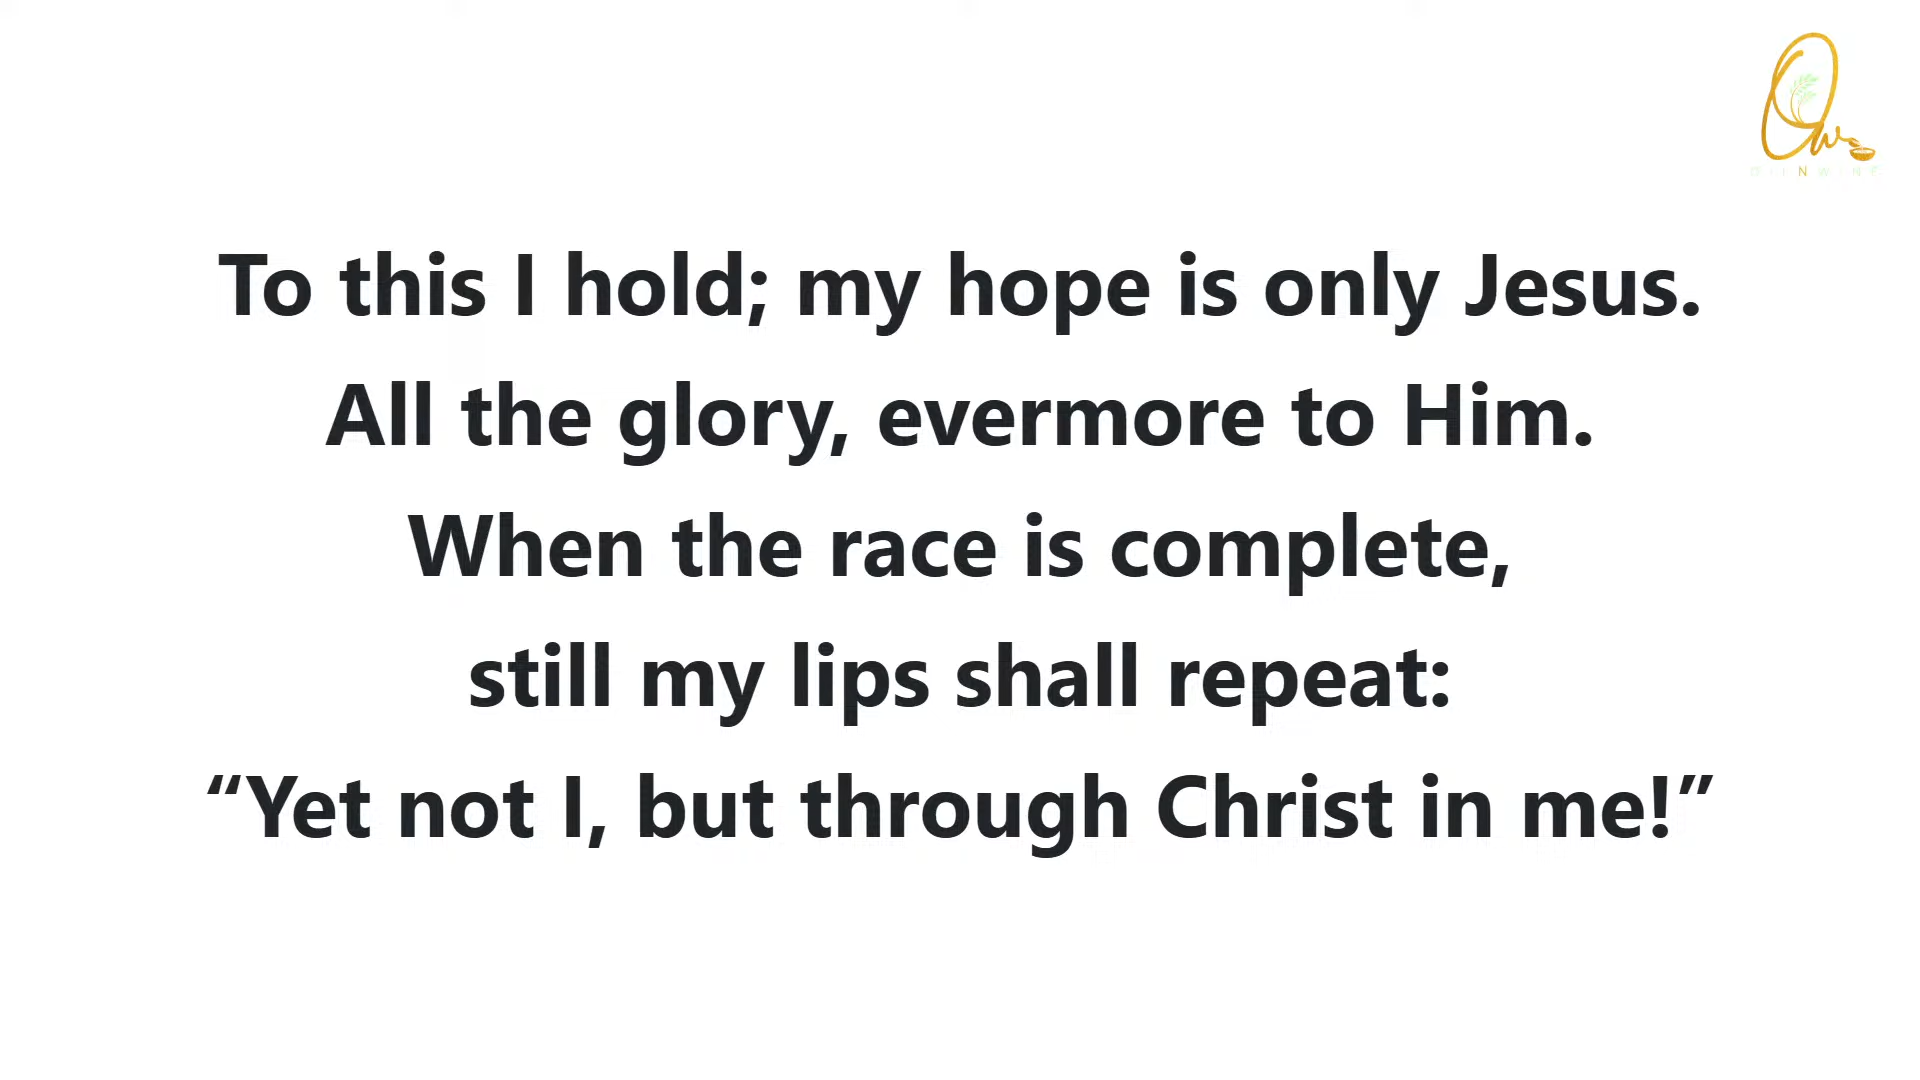 To this I hold; my hope is only Jesus.
All the glory, evermore to Him.
When the race is complete,
still my lips shall repeat:
“Yet not I, but through Christ in me!”
OILNWINE